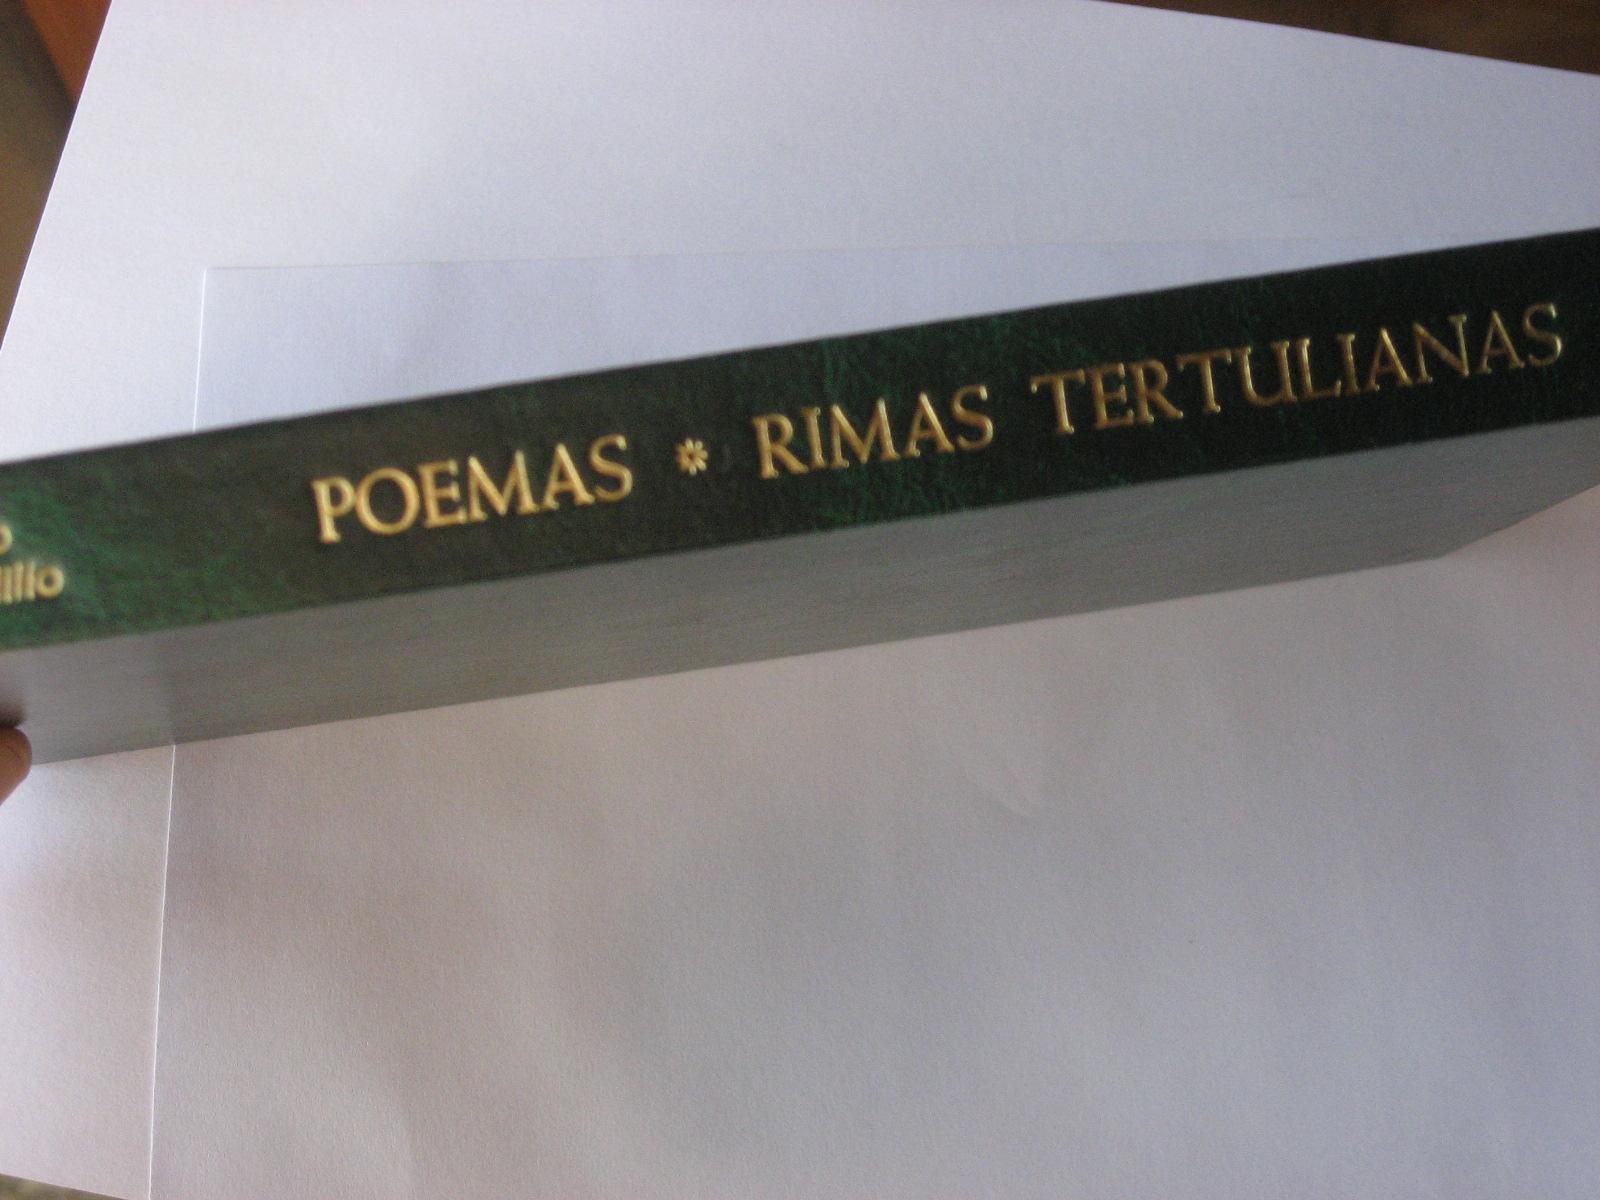 POEMAS * RIMAS TERTULIANAS